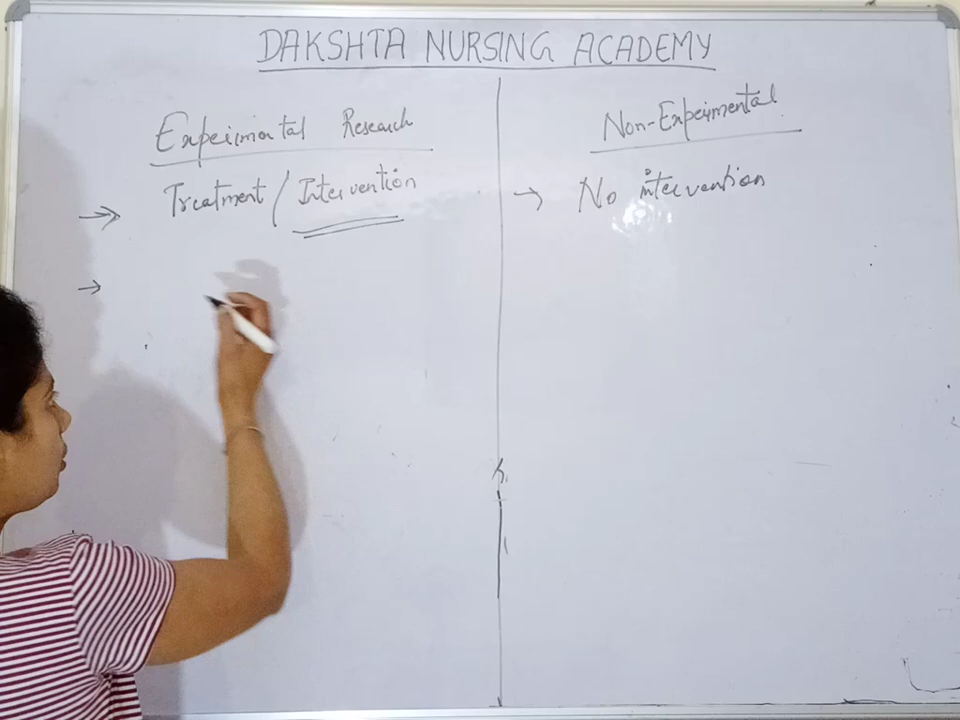 DAKSHTA NURSING ACADEMY
Experimental Research
→ Treatment / Intervention
→
Non-Experimental
→ No intervention